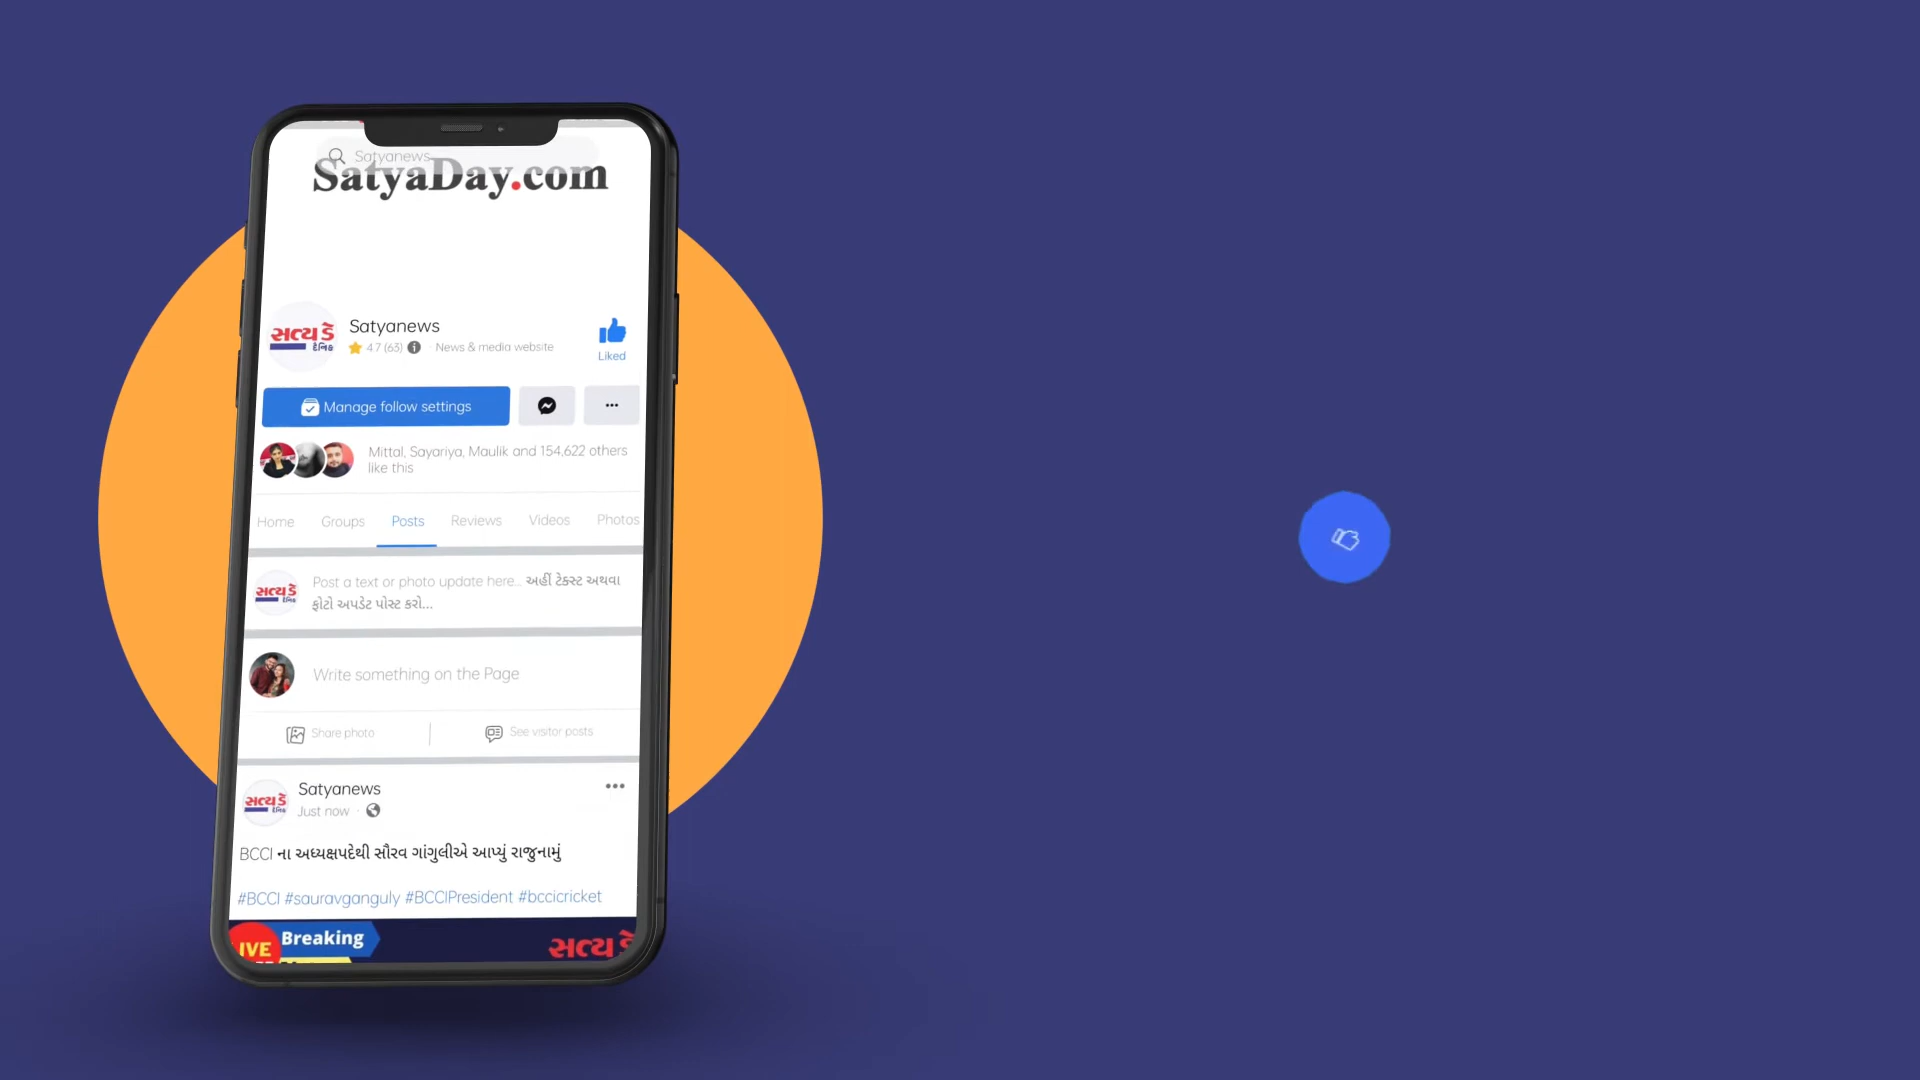 Satyanews
SatyaDay.com
સત્ય ડે
દૈનિક
Satyanews
4.7 (63) · News & media website
Liked
Manage follow settings
Mittal, Sayariya, Maulik and 154,622 others
like this
Home Groups Posts Reviews Videos Photos
સત્ય ડે
દૈનિક
Post a text or photo update here... અહીં ટેક્સ્ટ અથવા
ફોટો અપડેટ પોસ્ટ કરો...
Write something on the Page
Share photo
See visitor posts
સત્ય ડે
દૈનિક
Satyanews
Just now ·
BCCI ના અધ્યક્ષપદેથી સૌરવ ગાંગુલીએ આપ્યું રાજુનામું
#BCCI #sauravganguly #BCCIPresident #bccicricket
LIVE
Breaking
સત્ય ડે